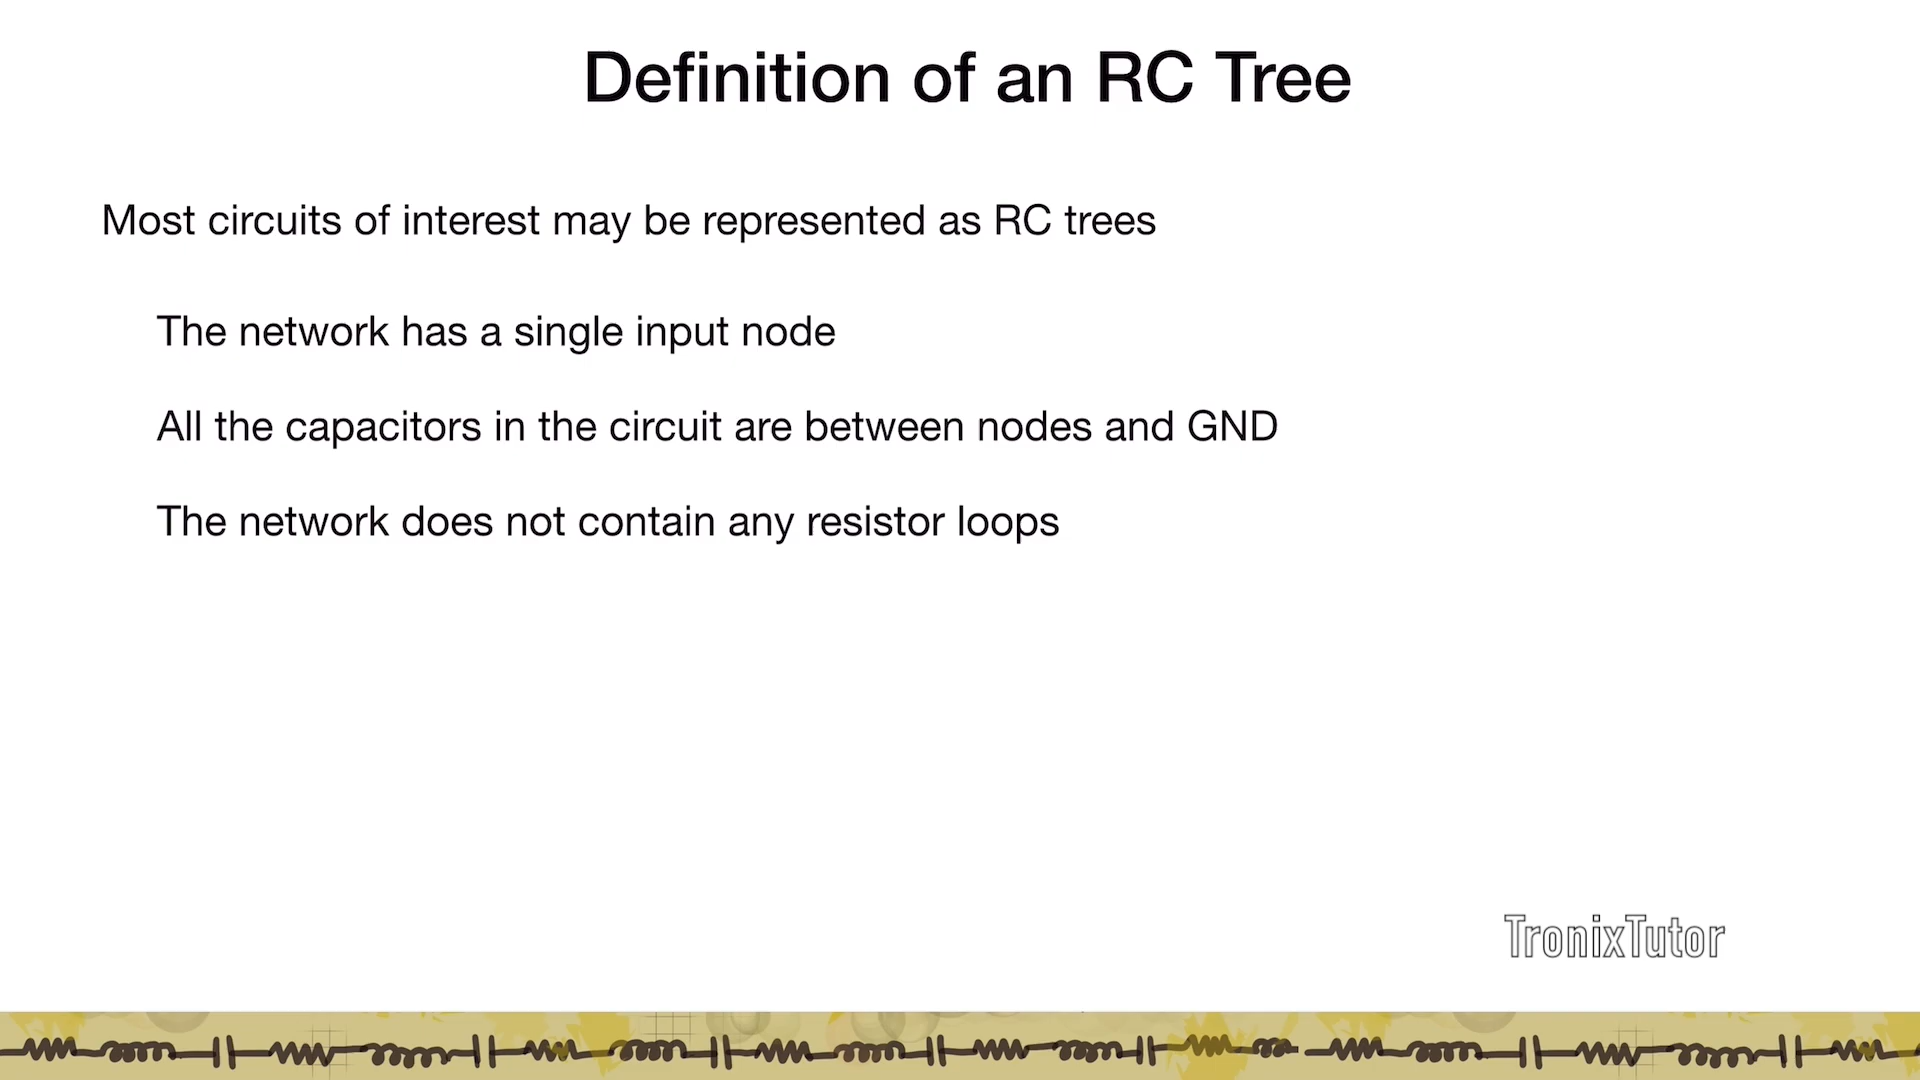 Definition of an RC Tree
Most circuits of interest may be represented as RC trees
The network has a single input node
All the capacitors in the circuit are between nodes and GND
The network does not contain any resistor loops
TronixTutor